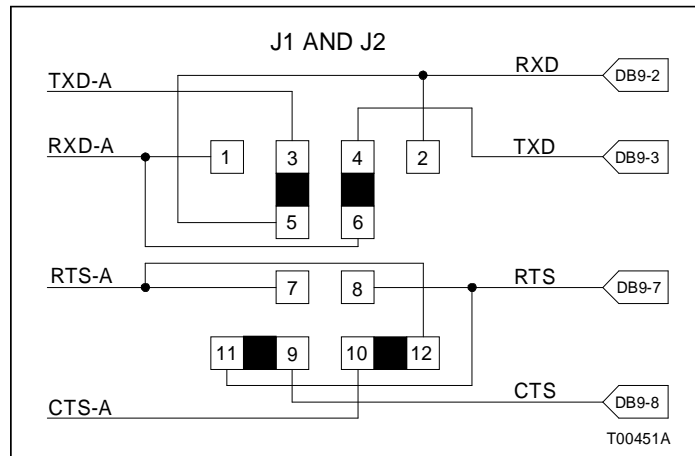 J1 AND J2
TXD-A
RXD
DB9-2
RXD-A
1
3
4
2
TXD
DB9-3
5
6
RTS-A
7
8
RTS
DB9-7
11
9
10
12
CTS-A
CTS
DB9-8
T00451A